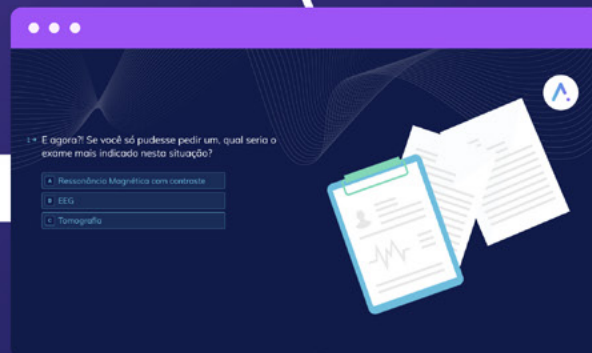 1→ E agora?! Se você só pudesse pedir um, qual seria o
exame mais indicado nesta situação?
A Ressonância Magnética com contraste
B EEG
C Tomografia